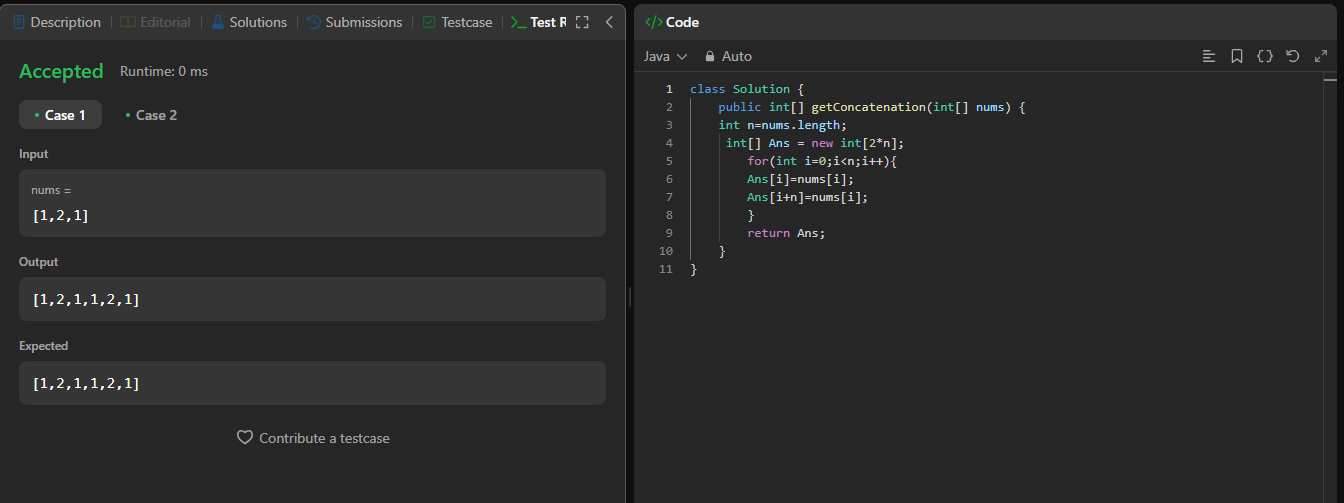 Description
Editorial
Solutions
Submissions
Testcase
Test R
Accepted Runtime: 0 ms
Case 1
Case 2
Input
nums =
[1,2,1]
Output
[1,2,1,1,2,1]
Expected
[1,2,1,1,2,1]
Contribute a testcase
</> Code
Java
Auto
1 class Solution {
2 public int[] getConcatenation(int[] nums) {
3 int n=nums.length;
4 int[] Ans = new int[2*n];
5 for(int i=0;i<n;i++){
6 Ans[i]=nums[i];
7 Ans[i+n]=nums[i];
8 }
9 return Ans;
10 }
11 }